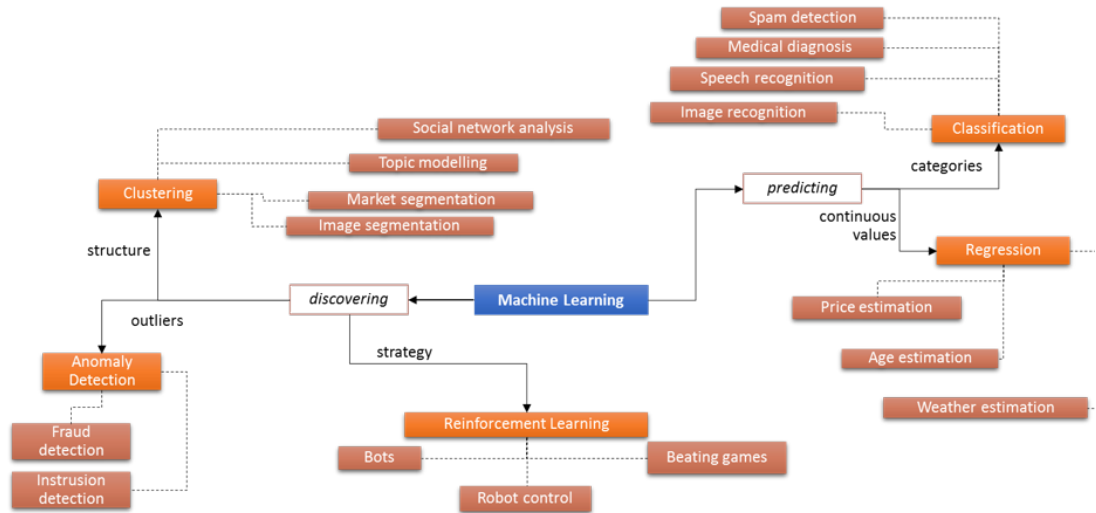 Spam detection
Medical diagnosis
Speech recognition
Image recognition
Classification
categories
Social network analysis
Topic modelling
Clustering
Market segmentation
Image segmentation
structure
predicting
continuous
values
Regression
discovering
Machine Learning
Price estimation
outliers
strategy
Age estimation
Anomaly
Detection
Weather estimation
Reinforcement Learning
Fraud
detection
Bots
Beating games
Instrusion
detection
Robot control